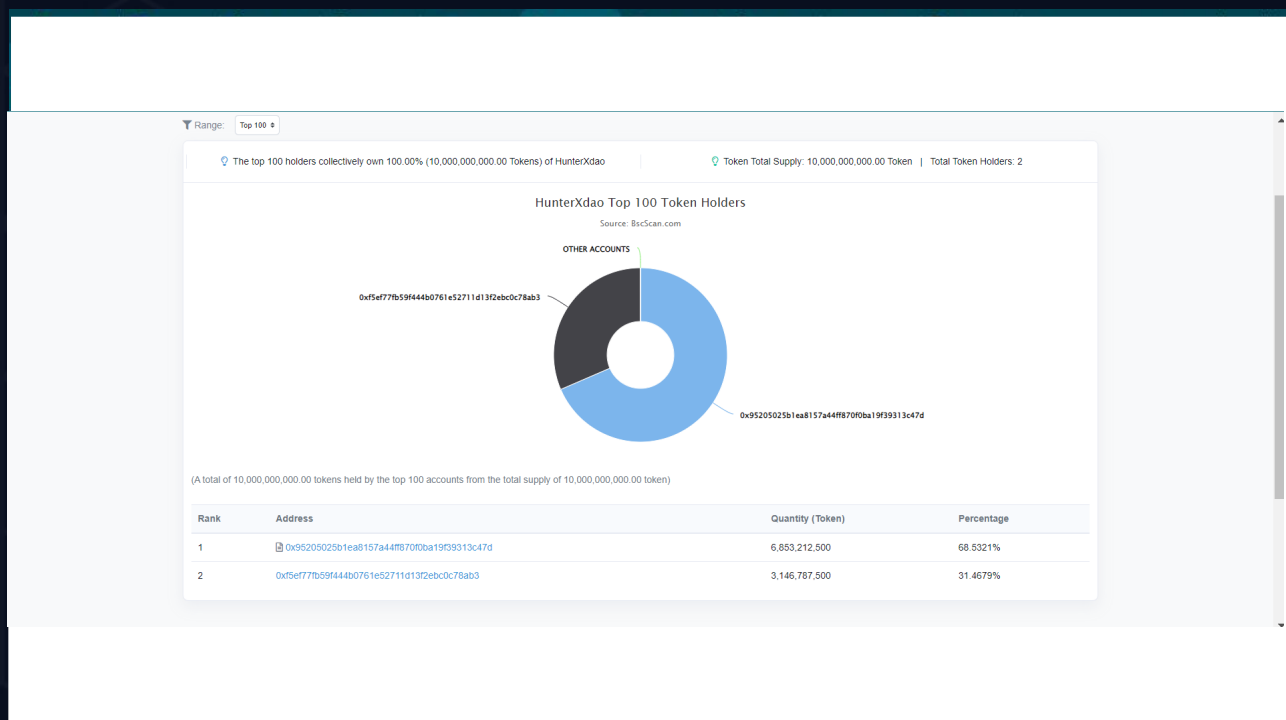 Range: Top 100
The top 100 holders collectively own 100.00% (10,000,000,000.00 Tokens) of HunterXdao
Token Total Supply: 10,000,000,000.00 Token | Total Token Holders: 2
HunterXdao Top 100 Token Holders
Source: BscScan.com
OTHER ACCOUNTS
0xf5ef77fb59f444b0761e52711d13f2ebc0c78ab3
0x95205025b1ea8157a44ff870f0ba19f39313c47d
(A total of 10,000,000,000.00 tokens held by the top 100 accounts from the total supply of 10,000,000,000.00 token)
Rank Address Quantity (Token) Percentage
1 0x95205025b1ea8157a44ff870f0ba19f39313c47d 6,853,212,500 68.5321%
2 0xf5ef77fb59f444b0761e52711d13f2ebc0c78ab3 3,146,787,500 31.4679%